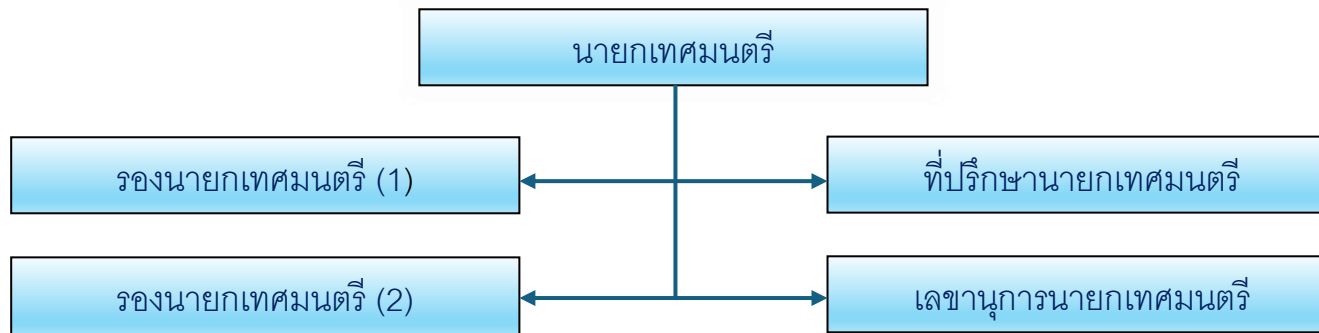 นายกเทศมนตรี
รองนายกเทศมนตรี (1)
ที่ปรึกษานายกเทศมนตรี
รองนายกเทศมนตรี (2)
เลขานุการนายกเทศมนตรี